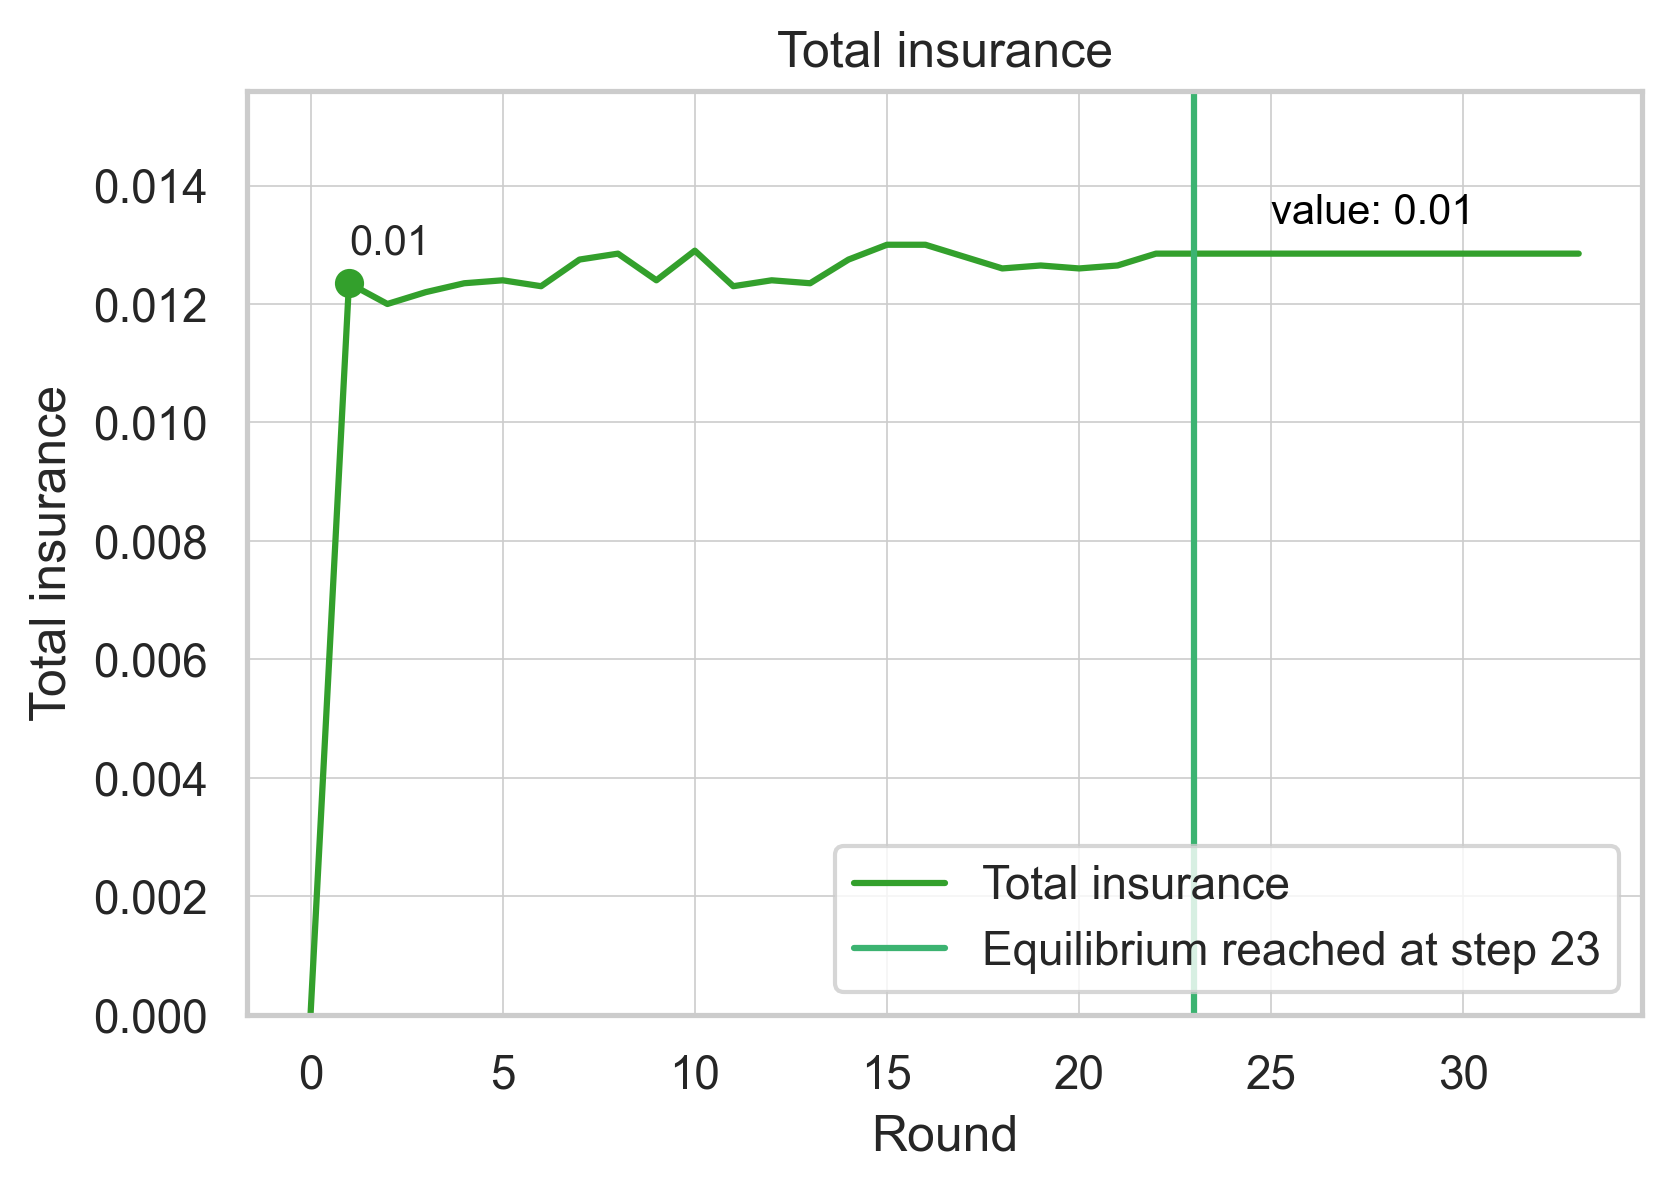 Total insurance
Total insurance
0.014
0.012
0.010
0.008
0.006
0.004
0.002
0.000
0.01
value: 0.01
Total insurance
Equilibrium reached at step 23
0 5 10 15 20 25 30
Round